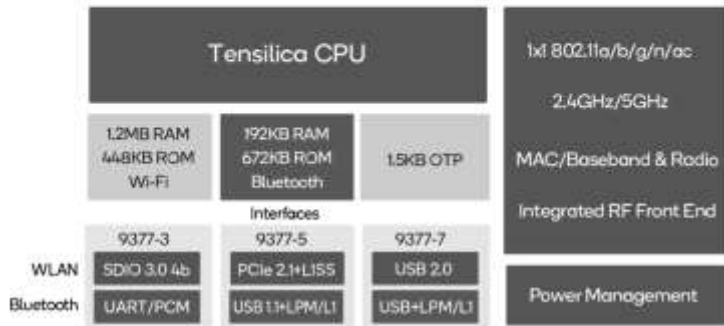 Tensilica CPU
1.2MB RAM
448KB ROM
Wi-Fi
192KB RAM
672KB ROM
Bluetooth
1.5KB OTP
Interfaces
9377-3
9377-5
9377-7
WLAN
SDIO 3.0 4b
PCIe 2.1+L1SS
USB 2.0
Bluetooth
UART/PCM
USB 1.1+LPM/L1
USB+LPM/L1
1x1 802.11a/b/g/n/ac
2.4GHz/5GHz
MAC/Baseband & Radio
Integrated RF Front End
Power Management